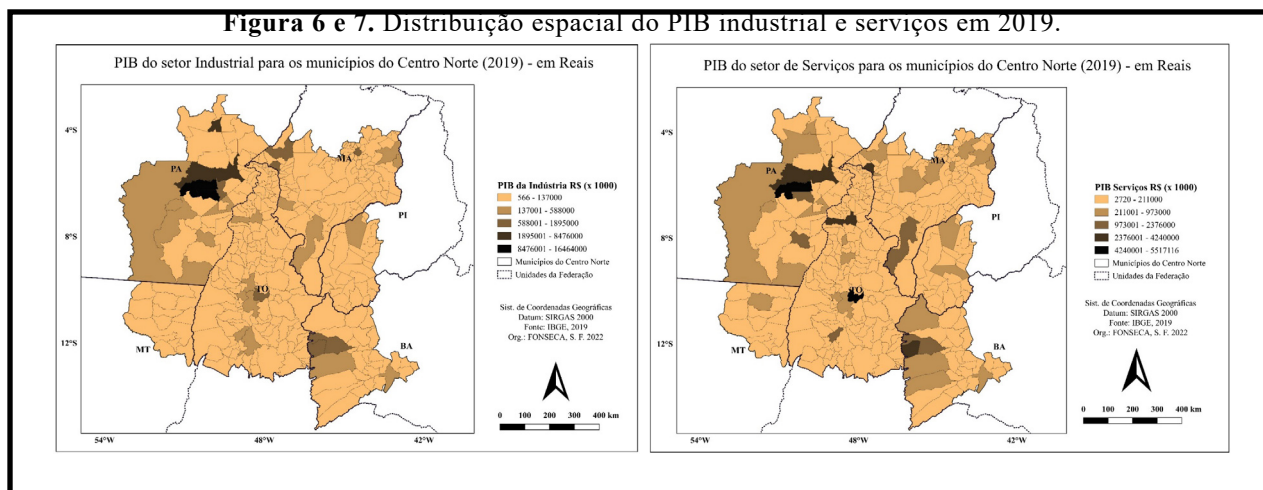 Figura 6 e 7. Distribuição espacial do PIB industrial e serviços em 2019.
PIB do setor Industrial para os municípios do Centro Norte (2019) - em Reais
4°S
8°S
12°S
54°W
48°W
42°W
PA
MA
PI
TO
MT
BA
PIB da Indústria R$ (x 1000)
566 - 137000
137001 - 588000
588001 - 1895000
1895001 - 8476000
8476001 - 16464000
Municípios do Centro Norte
Unidades da Federação
Sist. de Coordenadas Geográficas
Datum: SIRGAS 2000
Fonte: IBGE, 2019
Org.: FONSECA, S. F. 2022
0 100 200 300 400 km
PIB do setor de Serviços para os municípios do Centro Norte (2019) - em Reais
4°S
8°S
12°S
54°W
48°W
42°W
PA
MA
PI
TO
MT
BA
PIB Serviços R$ (x 1000)
2720 - 211000
211001 - 973000
973001 - 2376000
2376001 - 4240000
4240001 - 5517116
Municípios do Centro Norte
Unidades da Federação
Sist. de Coordenadas Geográficas
Datum: SIRGAS 2000
Fonte: IBGE, 2019
Org.: FONSECA, S. F. 2022
0 100 200 300 400 km